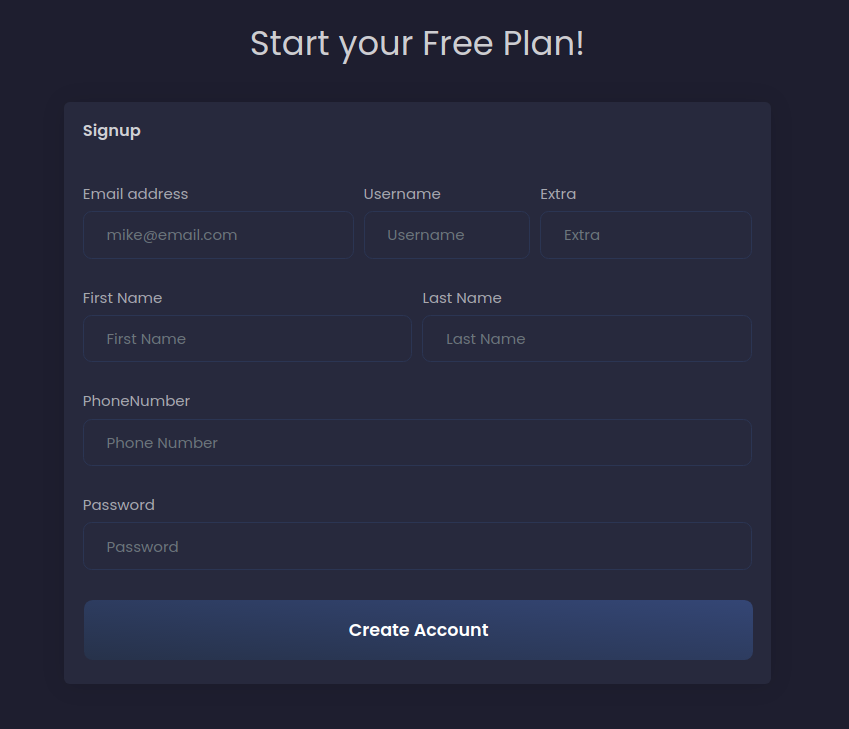 Start your Free Plan!
Signup
Email address Username Extra
mike@email.com Username Extra
First Name Last Name
First Name Last Name
PhoneNumber
Phone Number
Password
Password
Create Account